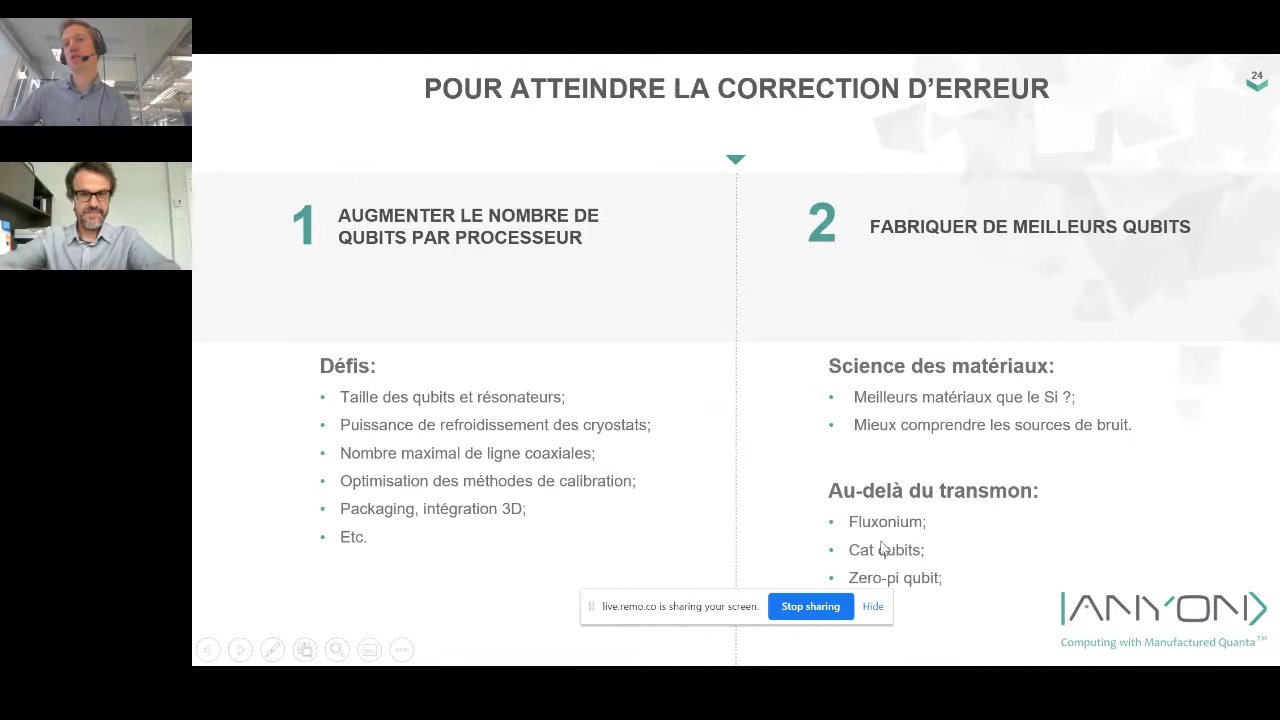 POUR ATTEINDRE LA CORRECTION D'ERREUR
24
1
AUGMENTER LE NOMBRE DE
QUBITS PAR PROCESSEUR
2
FABRIQUER DE MEILLEURS QUBITS
Défis:
• Taille des qubits et résonateurs;
• Puissance de refroidissement des cryostats;
• Nombre maximal de ligne coaxiales;
• Optimisation des méthodes de calibration;
• Packaging, intégration 3D;
• Etc.
Science des matériaux:
• Meilleurs matériaux que le Si ?;
• Mieux comprendre les sources de bruit.
Au-delà du transmon:
• Fluxonium;
• Cat qubits;
• Zero-pi qubit;
live.remo.co is sharing your screen.
Stop sharing
Hide
|ANYON⟩
Computing with Manufactured Quanta™